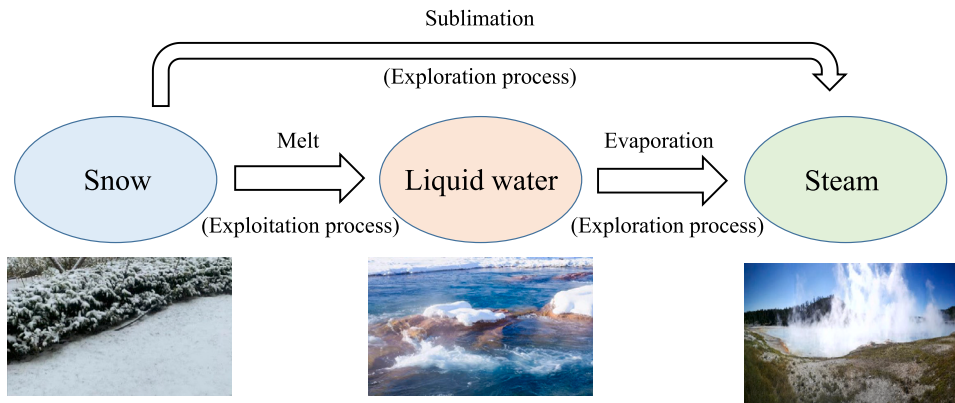 Sublimation
(Exploration process)
Melt
Evaporation
Snow
Liquid water
Steam
(Exploitation process)
(Exploration process)